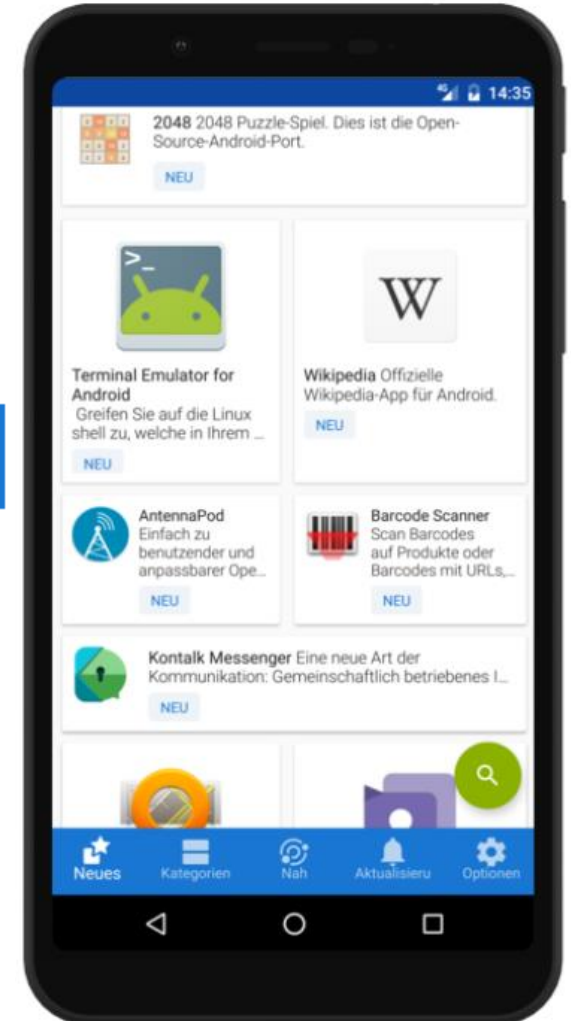 14:35
2048 2048 Puzzle-Spiel. Dies ist die Open-
Source-Android-Port.
NEU
Terminal Emulator for
Android
Greifen Sie auf die Linux
shell zu, welche in Ihrem ...
NEU
W
Wikipedia Offizielle
Wikipedia-App für Android.
NEU
AntennaPod
Einfach zu
benutzender und
anpassbarer Ope...
NEU
Barcode Scanner
Scan Barcodes
auf Produkte oder
Barcodes mit URLs,...
NEU
Kontalk Messenger Eine neue Art der
Kommunikation: Gemeinschaftlich betriebenes I...
NEU
Neues Kategorien Nah Aktualisieru Optionen